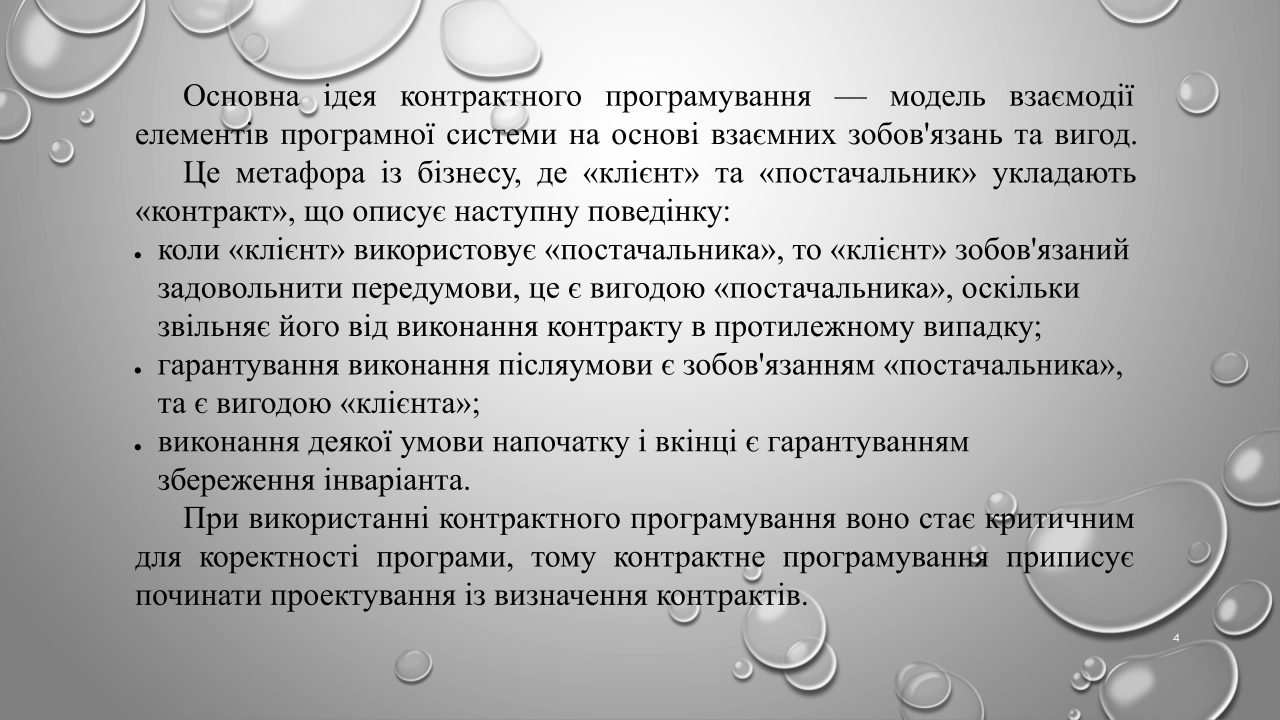 Основна ідея контрактного програмування — модель взаємодії
елементів програмної системи на основі взаємних зобов'язань та вигод.
Це метафора із бізнесу, де «клієнт» та «постачальник» укладають
«контракт», що описує наступну поведінку:
• коли «клієнт» використовує «постачальника», то «клієнт» зобов'язаний
задовольнити передумови, це є вигодою «постачальника», оскільки
звільняє його від виконання контракту в протилежному випадку;
• гарантування виконання післяумови є зобов'язанням «постачальника»,
та є вигодою «клієнта»;
• виконання деякої умови напочатку і вкінці є гарантуванням
збереження інваріанта.
При використанні контрактного програмування воно стає критичним
для коректності програми, тому контрактне програмування приписує
починати проектування із визначення контрактів.
4